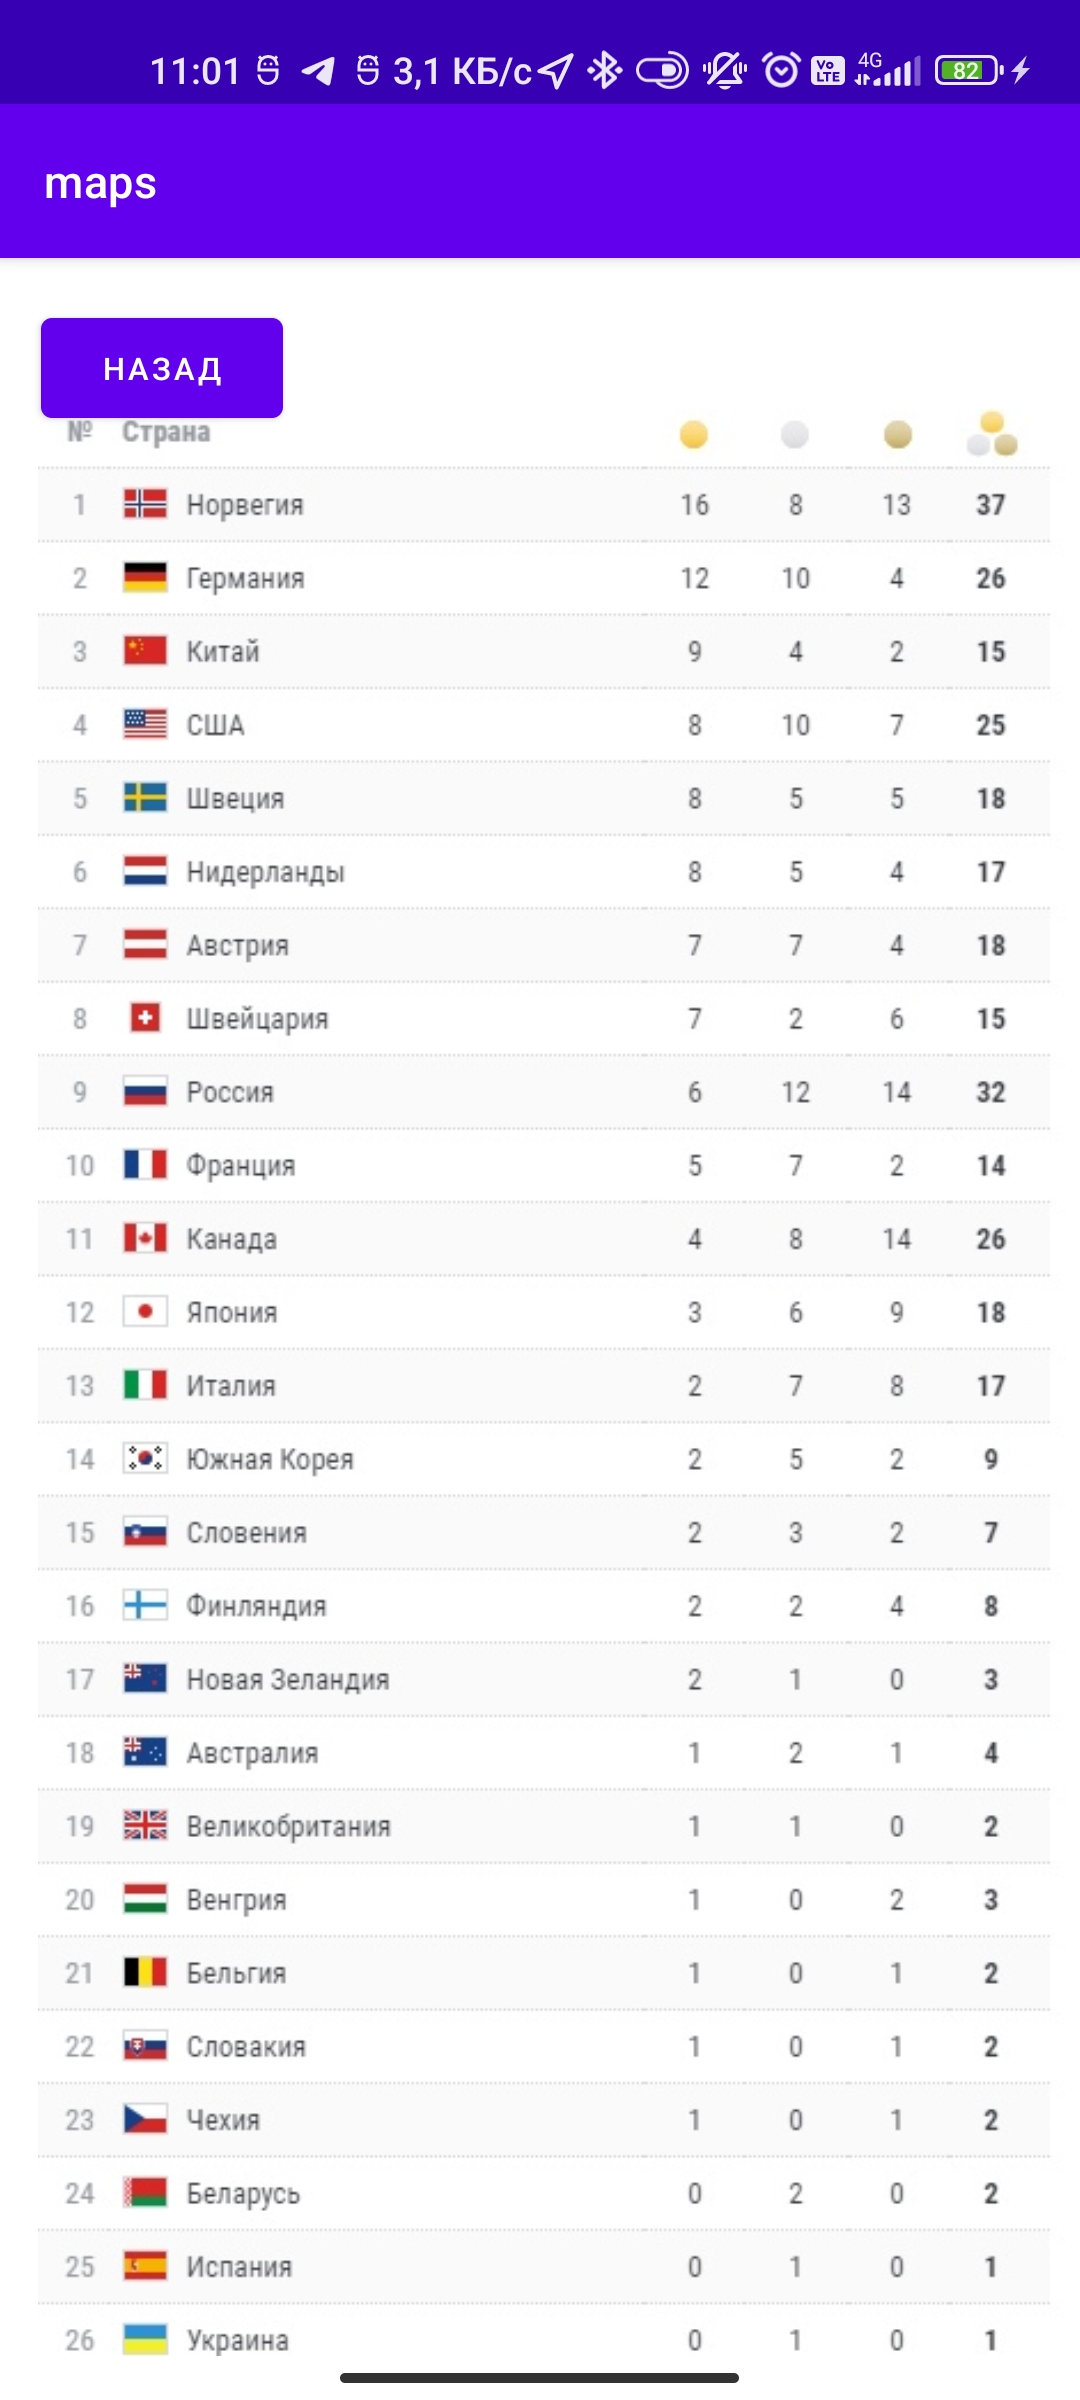 11:01 3,1 КБ/с Vo LTE 4G 82
maps
НАЗАД
№ Страна
1 Норвегия 16 8 13 37
2 Германия 12 10 4 26
3 Китай 9 4 2 15
4 США 8 10 7 25
5 Швеция 8 5 5 18
6 Нидерланды 8 5 4 17
7 Австрия 7 7 4 18
8 Швейцария 7 2 6 15
9 Россия 6 12 14 32
10 Франция 5 7 2 14
11 Канада 4 8 14 26
12 Япония 3 6 9 18
13 Италия 2 7 8 17
14 Южная Корея 2 5 2 9
15 Словения 2 3 2 7
16 Финляндия 2 2 4 8
17 Новая Зеландия 2 1 0 3
18 Австралия 1 2 1 4
19 Великобритания 1 1 0 2
20 Венгрия 1 0 2 3
21 Бельгия 1 0 1 2
22 Словакия 1 0 1 2
23 Чехия 1 0 1 2
24 Беларусь 0 2 0 2
25 Испания 0 1 0 1
26 Украина 0 1 0 1